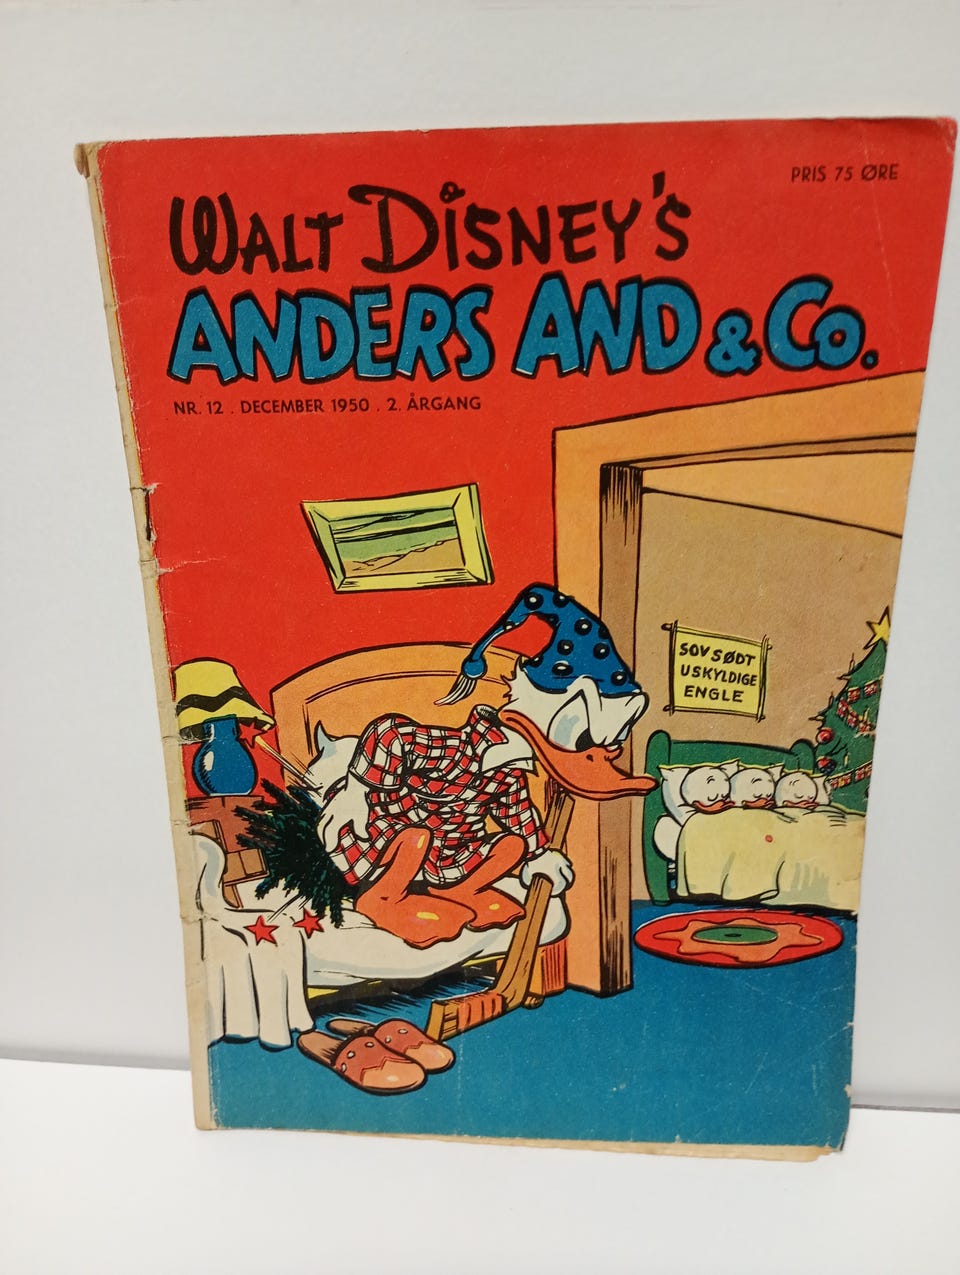 PRIS 75 ØRE
WALT DISNEY'S
ANDERS AND & Co.
NR. 12 . DECEMBER 1950 . 2. ÅRGANG
SOV SØDT
USKYLDIGE
ENGLE